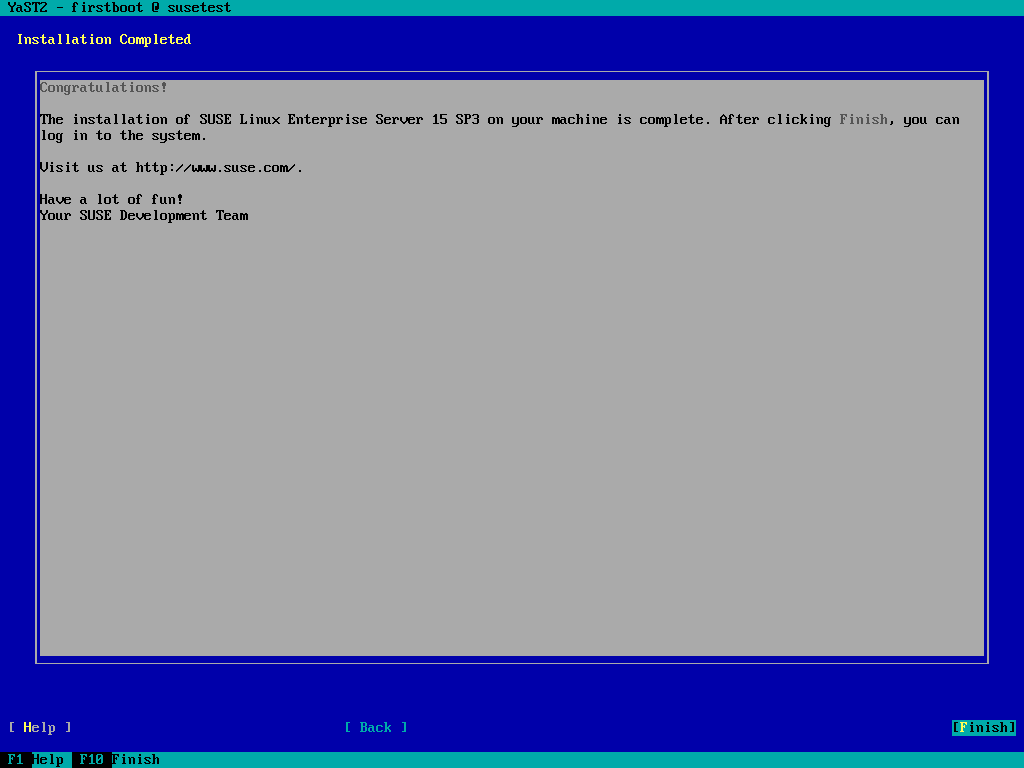 YaST2 - firstboot @ susetest
Installation Completed
Congratulations!
The installation of SUSE Linux Enterprise Server 15 SP3 on your machine is complete. After clicking Finish, you can
log in to the system.
Visit us at http://www.suse.com/.
Have a lot of fun!
Your SUSE Development Team
[ Help ] [ Back ] [Finish]
F1 Help F10 Finish